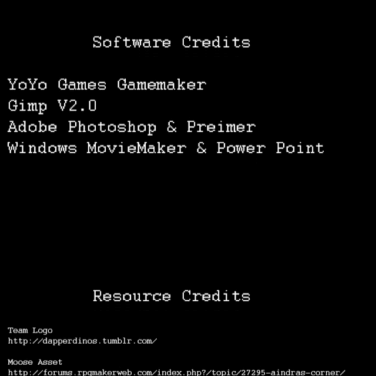 Software Credits
YoYo Games Gamemaker
Gimp V2.0
Adobe Photoshop & Preimer
Windows MovieMaker & Power Point
Resource Credits
Team Logo
http://dapperdinos.tumblr.com/
Moose Asset
http://forums.rpgmakerweb.com/index.php?/topic/27295-aindras-corner/